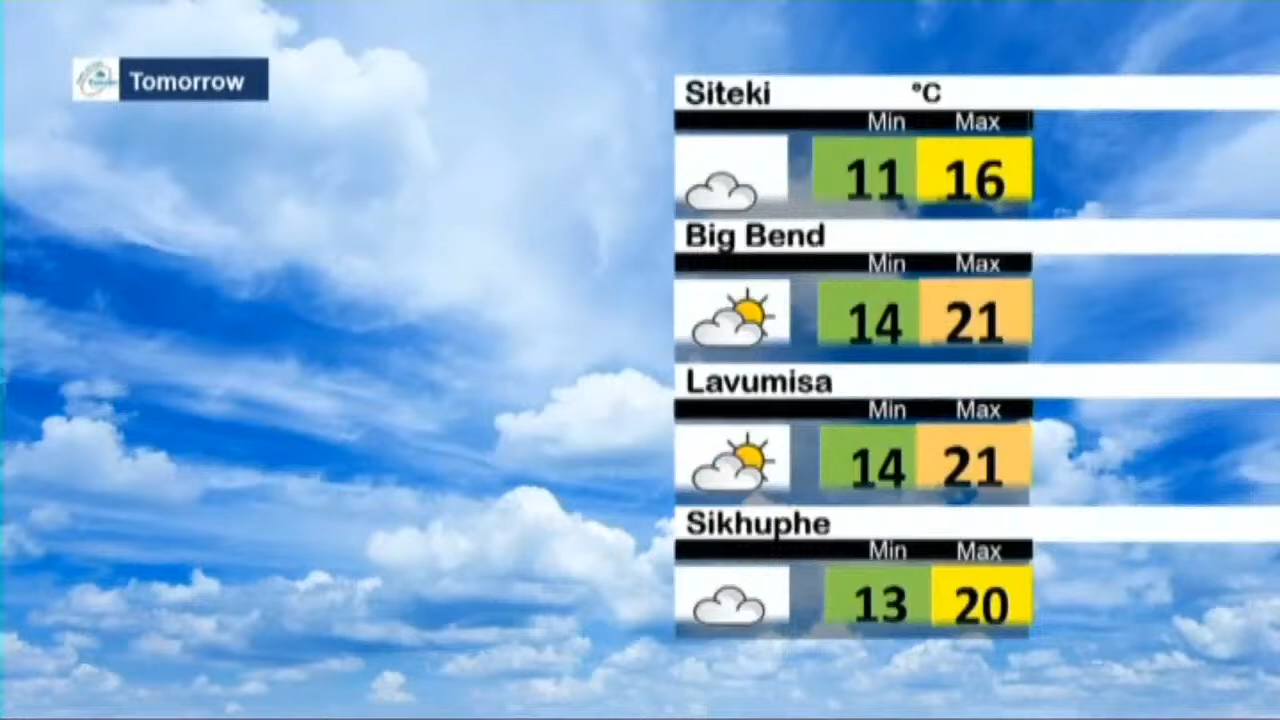 Tomorrow
Siteki °C
Min Max
11 16
Big Bend
Min Max
14 21
Lavumisa
Min Max
14 21
Sikhuphe
Min Max
13 20